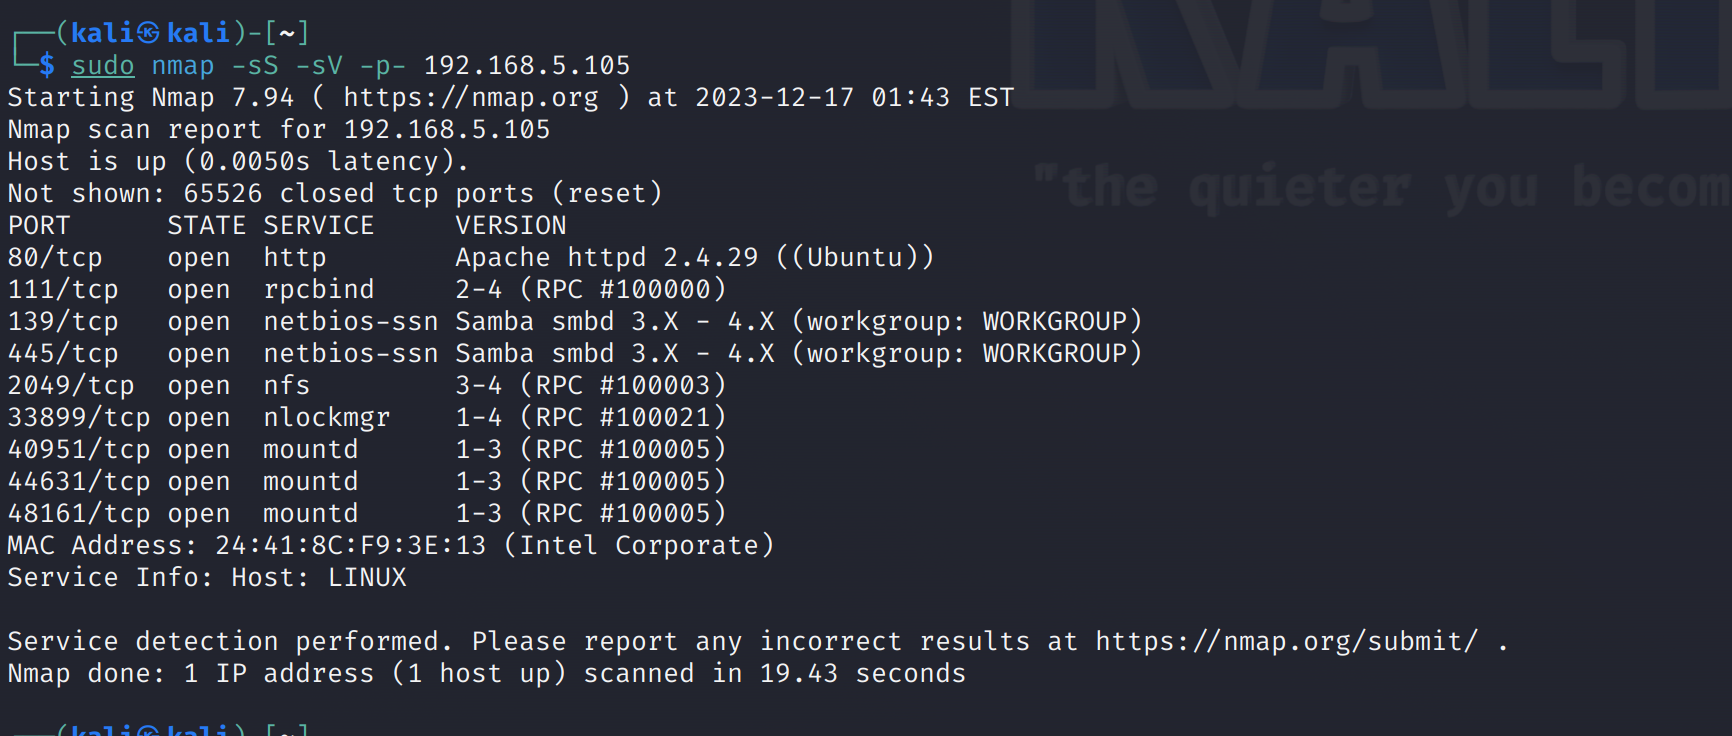 ┌──(kali㉿kali)-[~]
└─$ sudo nmap -sS -sV -p- 192.168.5.105
Starting Nmap 7.94 ( https://nmap.org ) at 2023-12-17 01:43 EST
Nmap scan report for 192.168.5.105
Host is up (0.0050s latency).
Not shown: 65526 closed tcp ports (reset)
PORT      STATE SERVICE     VERSION
80/tcp    open  http        Apache httpd 2.4.29 ((Ubuntu))
111/tcp   open  rpcbind     2-4 (RPC #100000)
139/tcp   open  netbios-ssn Samba smbd 3.X - 4.X (workgroup: WORKGROUP)
445/tcp   open  netbios-ssn Samba smbd 3.X - 4.X (workgroup: WORKGROUP)
2049/tcp  open  nfs         3-4 (RPC #100003)
33899/tcp open  nlockmgr    1-4 (RPC #100021)
40951/tcp open  mountd      1-3 (RPC #100005)
44631/tcp open  mountd      1-3 (RPC #100005)
48161/tcp open  mountd      1-3 (RPC #100005)
MAC Address: 24:41:8C:F9:3E:13 (Intel Corporate)
Service Info: Host: LINUX
Service detection performed. Please report any incorrect results at https://nmap.org/submit/ .
Nmap done: 1 IP address (1 host up) scanned in 19.43 seconds
┌──(kali㉿kali)-[~]
KALI
"the quieter you becom